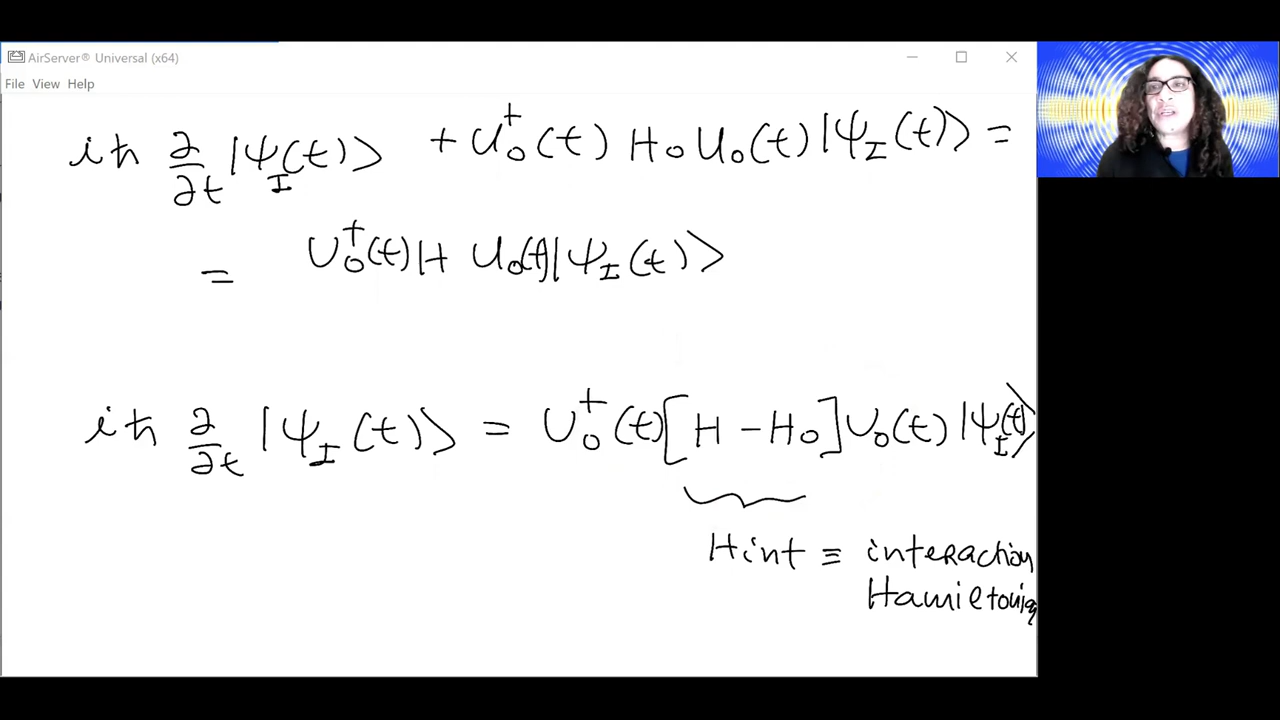 AirServer® Universal (x64)
File View Help
iħ ∂/∂t |Ψ_I(t)⟩ + U₀†(t) H₀ U₀(t) |Ψ_I(t)⟩ =
= U₀†(t) H U₀(t) |Ψ_I(t)⟩
iħ ∂/∂t |Ψ_I(t)⟩ = U₀†(t) [H - H₀] U₀(t) |Ψ_I(t)⟩
Hint ≡ interaction
Hamiltonian